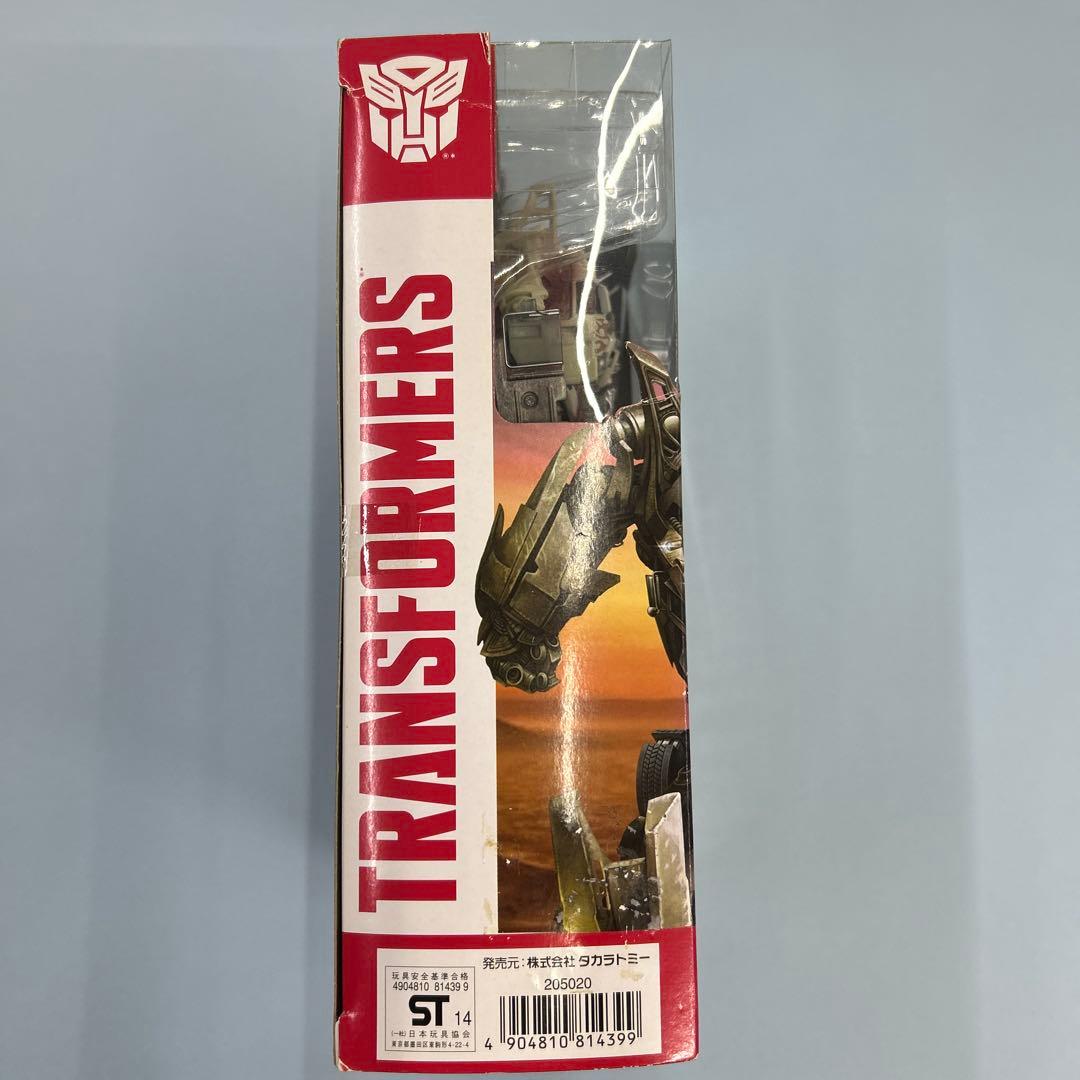 TRANSFORMERS
発売元:株式会社 タカラトミー
205020
4 904810 814399
玩具安全基準合格
4904810 81439 9
ST 14
(一社)日本玩具協会
東京都墨田区東駒形4-22-4